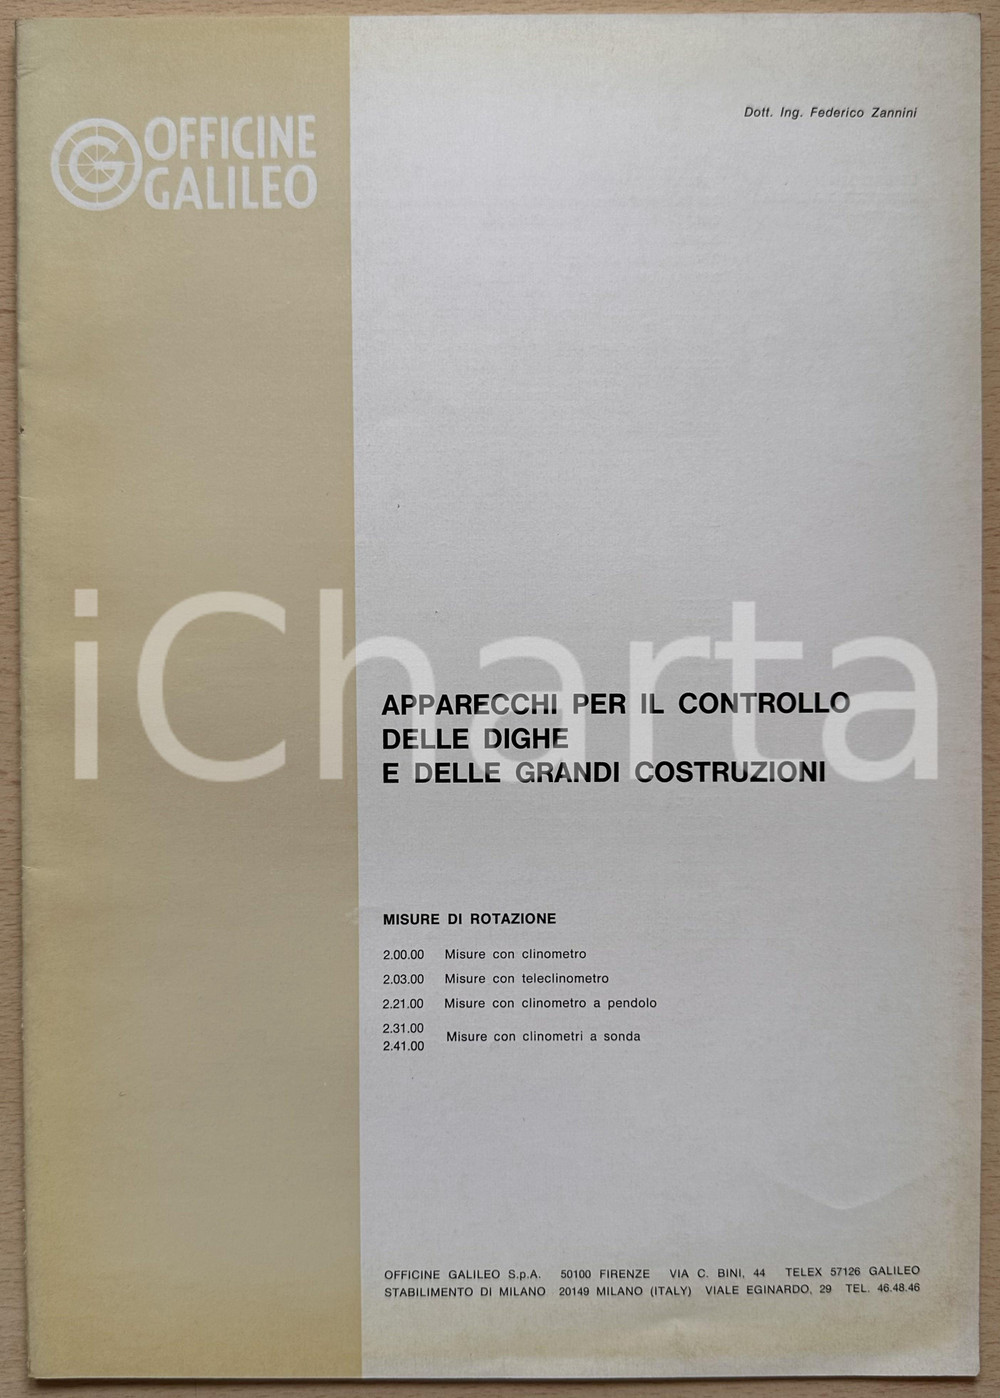 OFFICINE
GALILEO
Dott. Ing. Federico Zannini
iCharta
APPARECCHI PER IL CONTROLLO
DELLE DIGHE
E DELLE GRANDI COSTRUZIONI
MISURE DI ROTAZIONE
2.00.00 Misure con clinometro
2.03.00 Misure con teleclinometro
2.21.00 Misure con clinometro a pendolo
2.31.00
2.41.00 Misure con clinometri a sonda
OFFICINE GALILEO S.p.A. 50100 FIRENZE VIA C. BINI, 44 TELEX 57126 GALILEO
STABILIMENTO DI MILANO 20149 MILANO (ITALY) VIALE EGINARDO, 29 TEL. 46.48.46